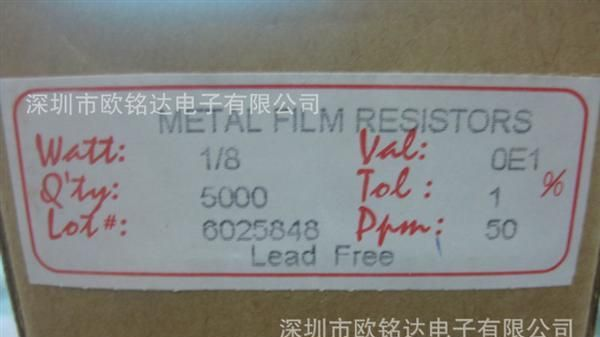 深圳市欧铭达电子有限公司
METAL FILM RESISTORS
Watt: 1/8 Val: 0E1
Q'ty: 5000 Tol : 1 %
Lot#: 6025848 Ppm: 50
Lead Free
深圳市欧铭达电子有限公司